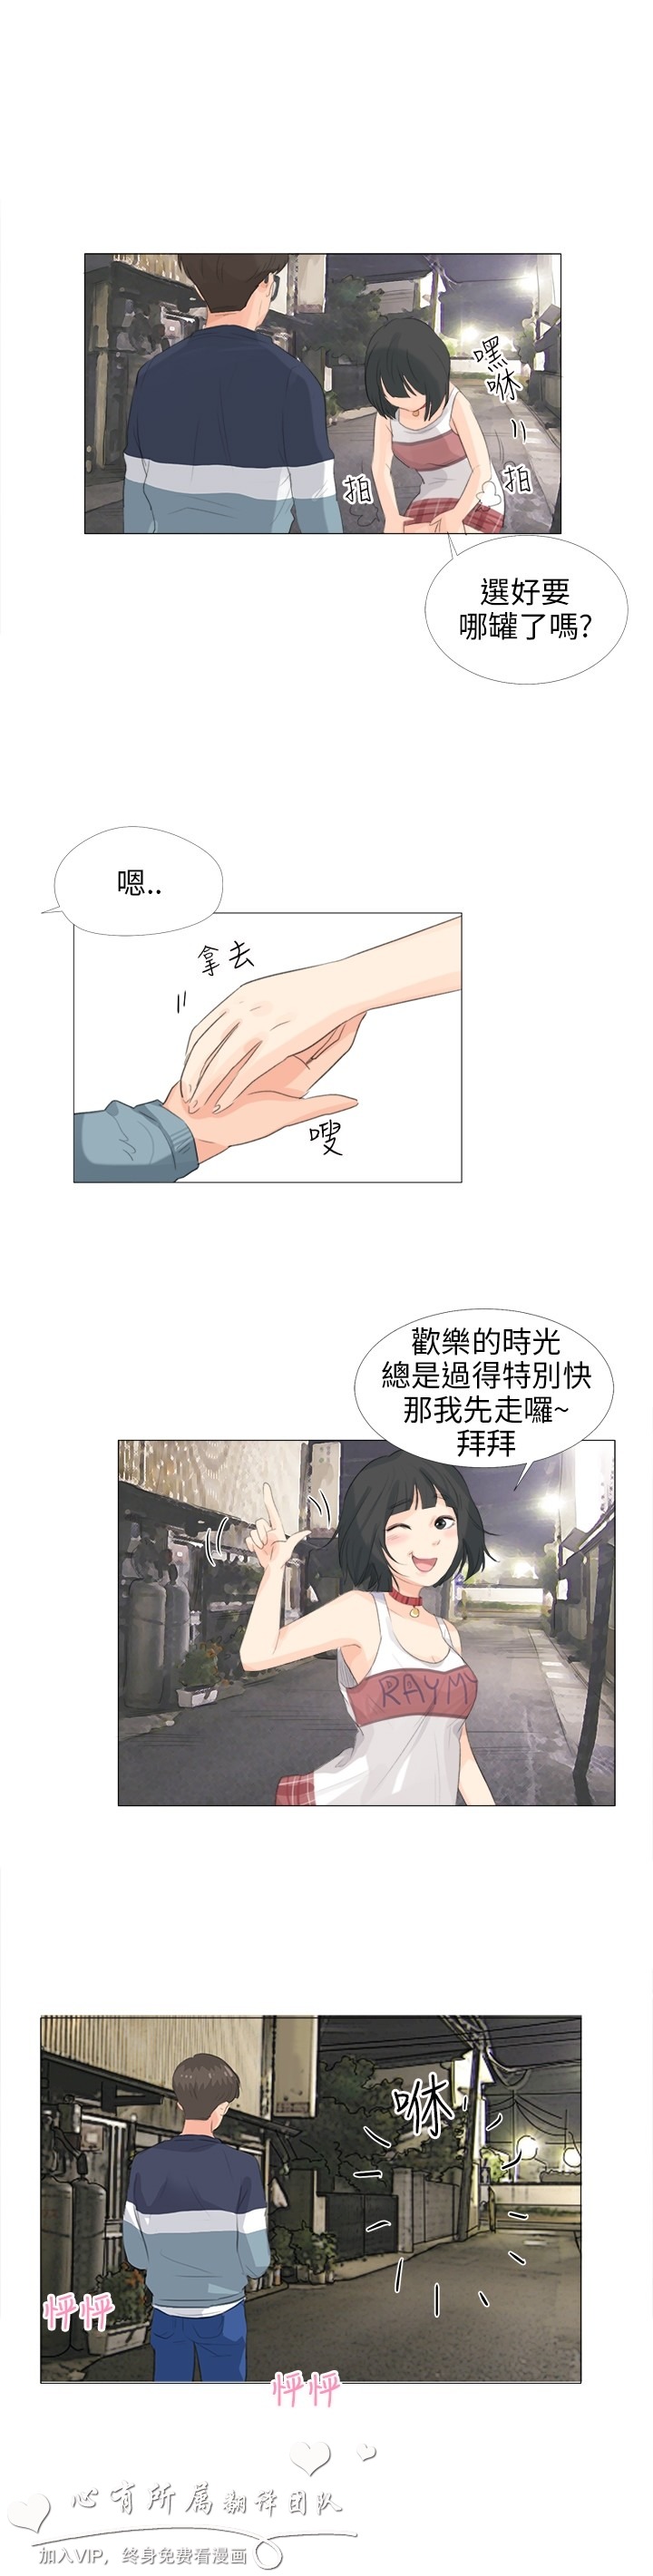 嘿
咻
拍
拍
選好要
哪罐了嗎?
嗯..
拿去
嗖
歡樂的時光
總是過得特別快
那我先走囉~
拜拜
RAYMY
咻
怦怦
怦怦
心有所属翻译团队
加入VIP，终身免费看漫画